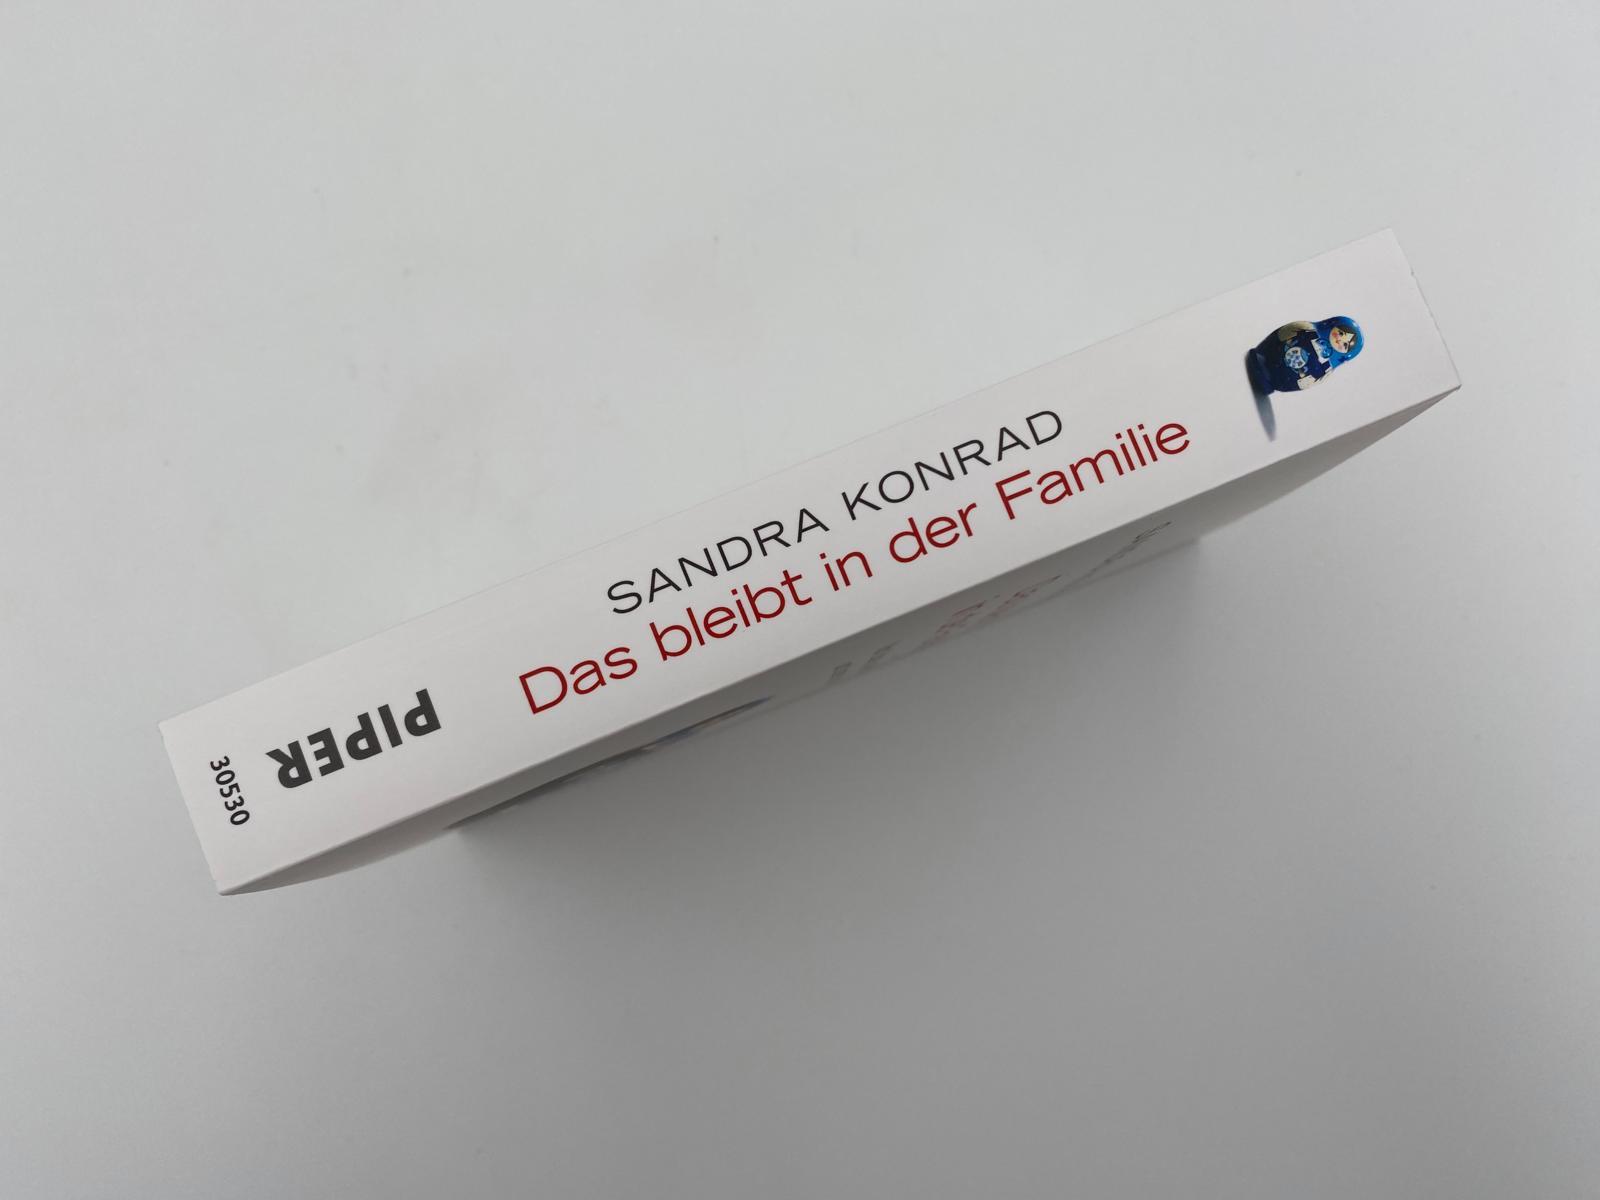 SANDRA KONRAD
Das bleibt in der Familie
PIPER
30530